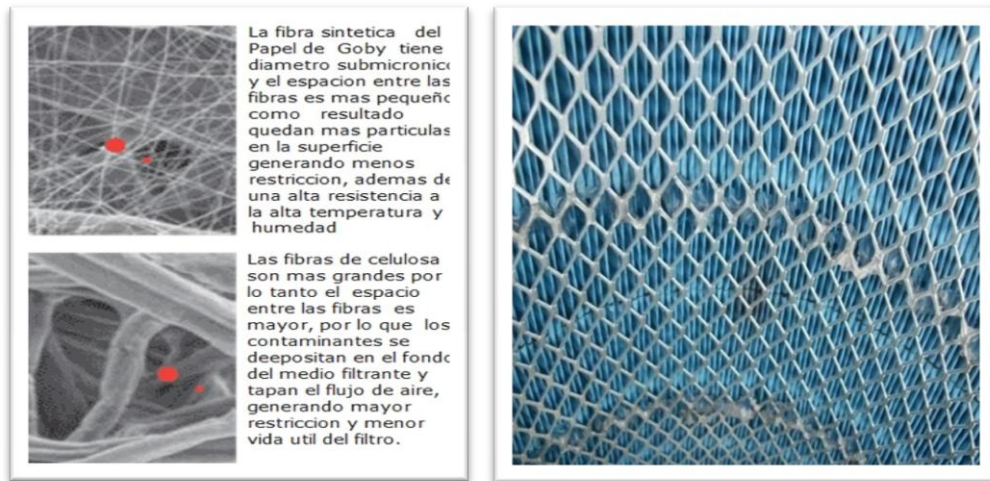 La fibra sintetica del
Papel de Goby tiene
diametro submicronico
y el espacion entre las
fibras es mas pequeño
como resultado
quedan mas particulas
en la superficie
generando menos
restriccion, ademas de
una alta resistencia a
la alta temperatura y
humedad
Las fibras de celulosa
son mas grandes por
lo tanto el espacio
entre las fibras es
mayor, por lo que los
contaminantes se
deepositan en el fondo
del medio filtrante y
tapan el flujo de aire,
generando mayor
restriccion y menor
vida util del filtro.